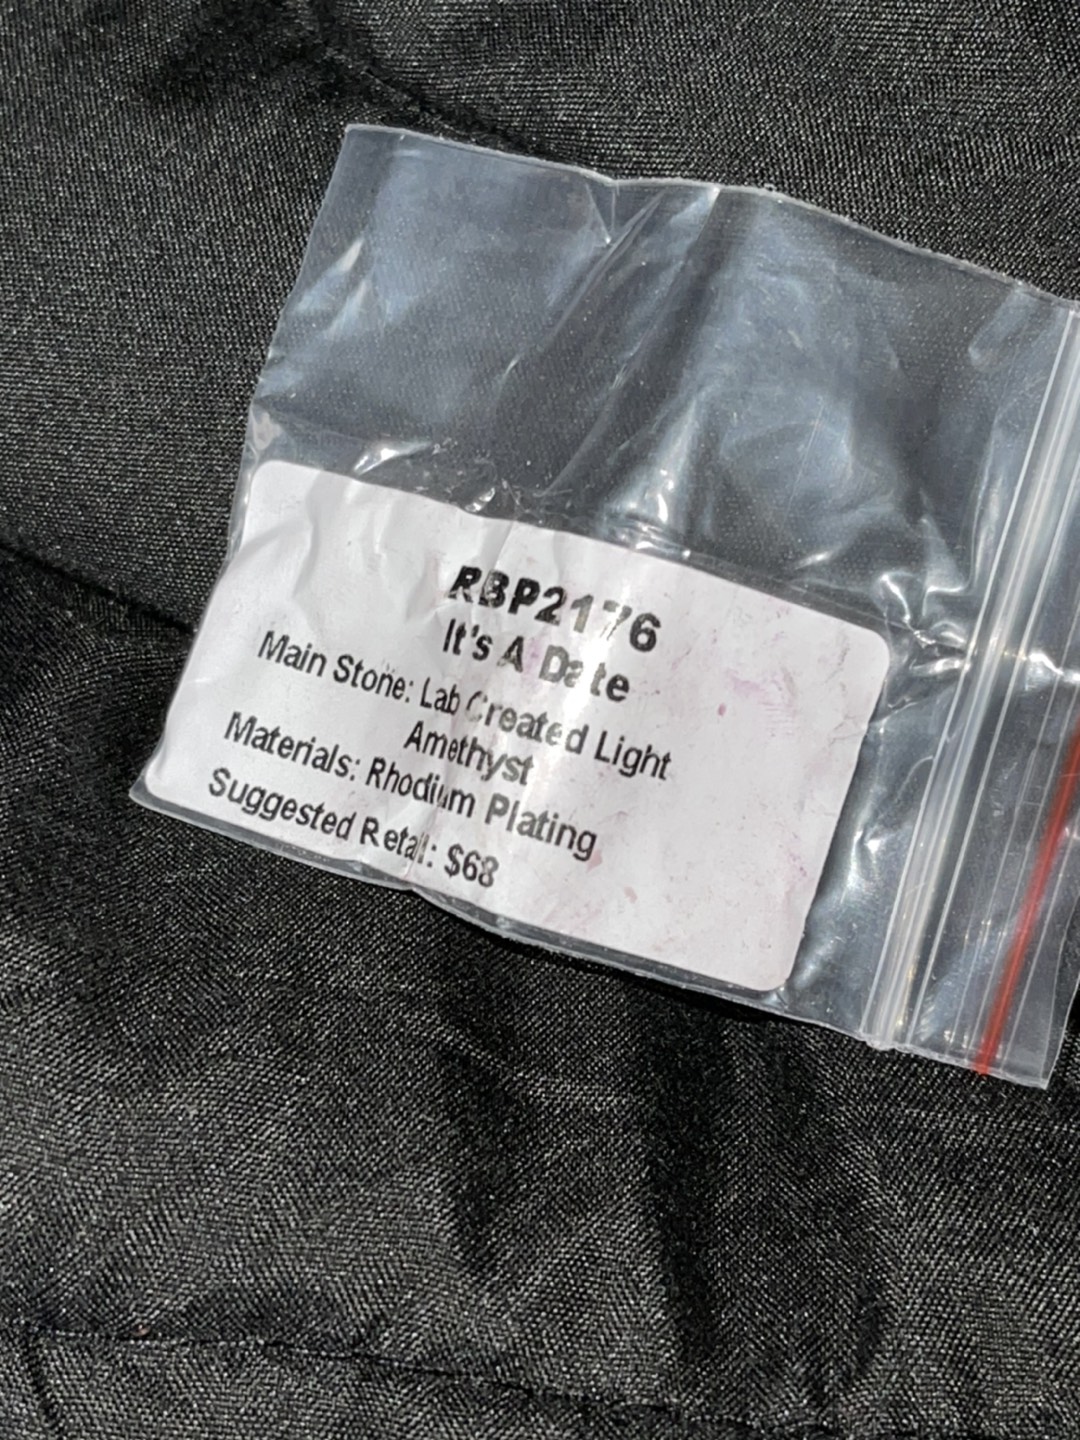 RBP2176
It's A Date
Main Stone: Lab Created Light
Amethyst
Materials: Rhodium Plating
Suggested Retail: $68